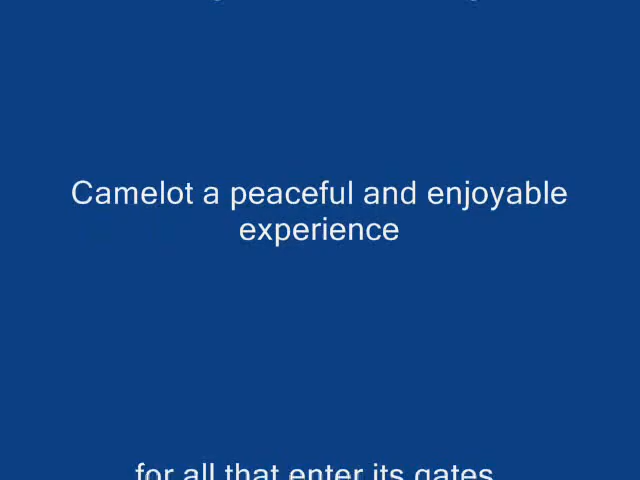 Camelot a peaceful and enjoyable
experience
for all that enter its gates